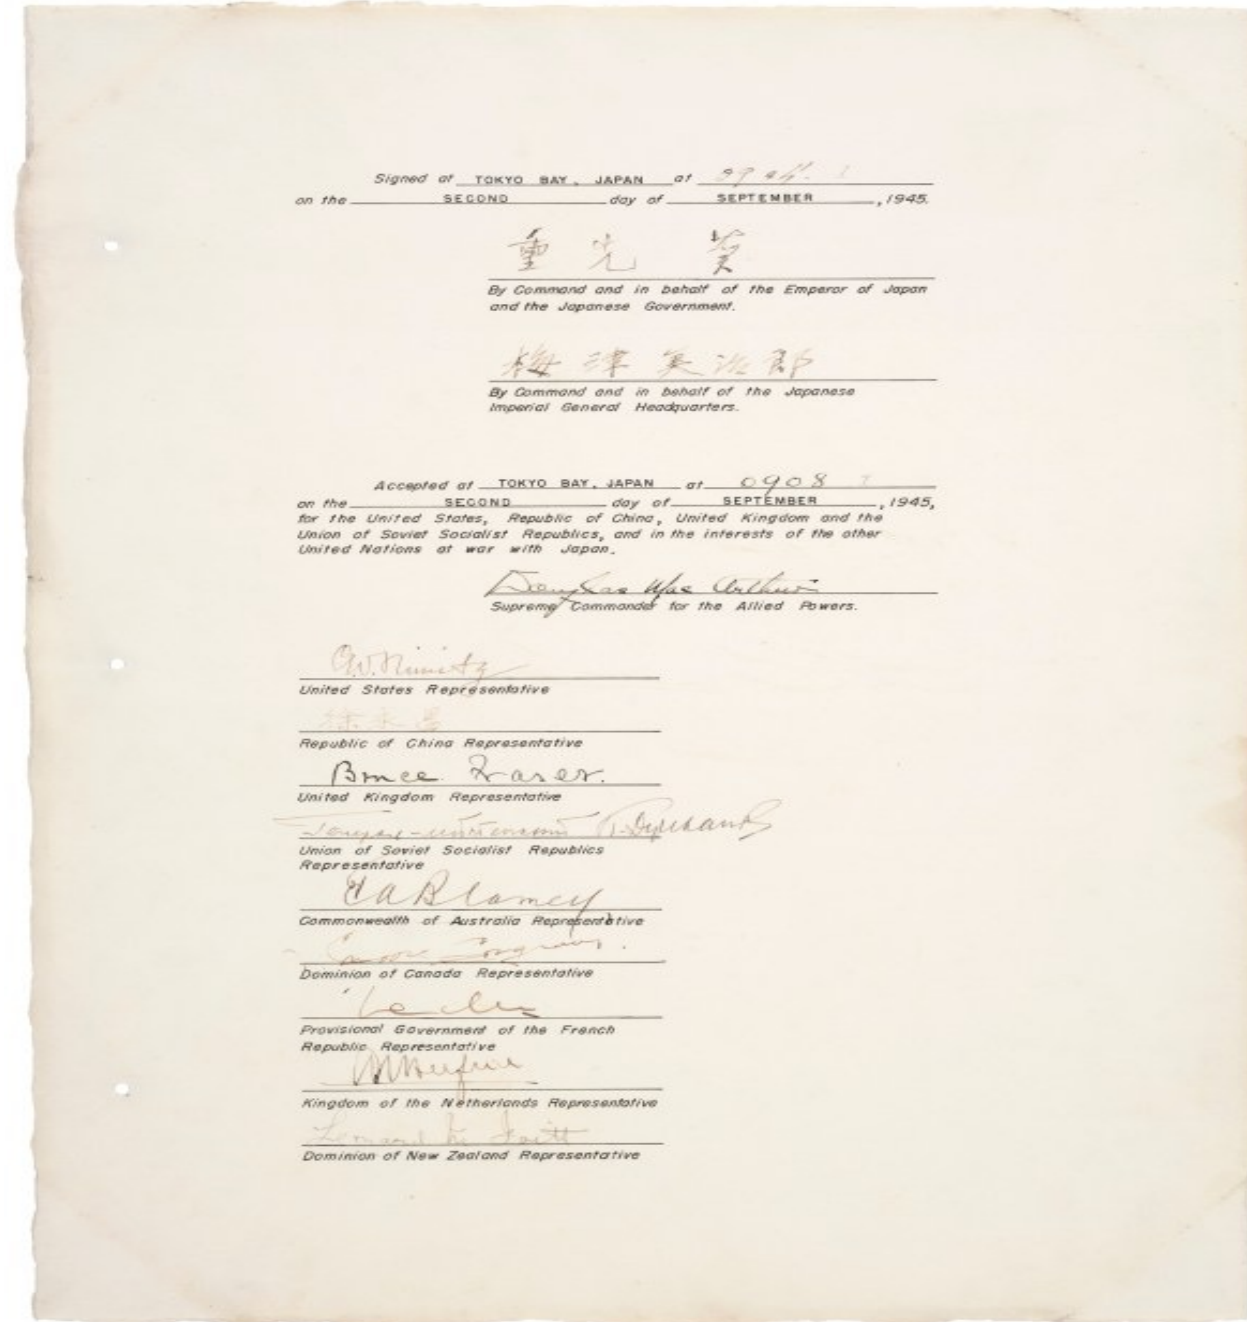 Signed at TOKYO BAY, JAPAN at 0904 I
on the SECOND day of SEPTEMBER, 1945.
重光 葵
By Command and in behalf of the Emperor of Japan
and the Japanese Government.
梅津美治郎
By Command and in behalf of the Japanese
Imperial General Headquarters.
Accepted at TOKYO BAY, JAPAN at 0908 I
on the SECOND day of SEPTEMBER, 1945,
for the United States, Republic of China, United Kingdom and the
Union of Soviet Socialist Republics, and in the interests of the other
United Nations at war with Japan.
Douglas MacArthur
Supreme Commander for the Allied Powers.
C.W. Nimitz
United States Representative
徐永昌
Republic of China Representative
Bruce Fraser.
United Kingdom Representative
Union of Soviet Socialist Republics
Representative
T.A. Blamey
Commonwealth of Australia Representative
Dominion of Canada Representative
Leclerc
Provisional Government of the French
Republic Representative
Kingdom of the Netherlands Representative
Leonard M. Isitt
Dominion of New Zealand Representative